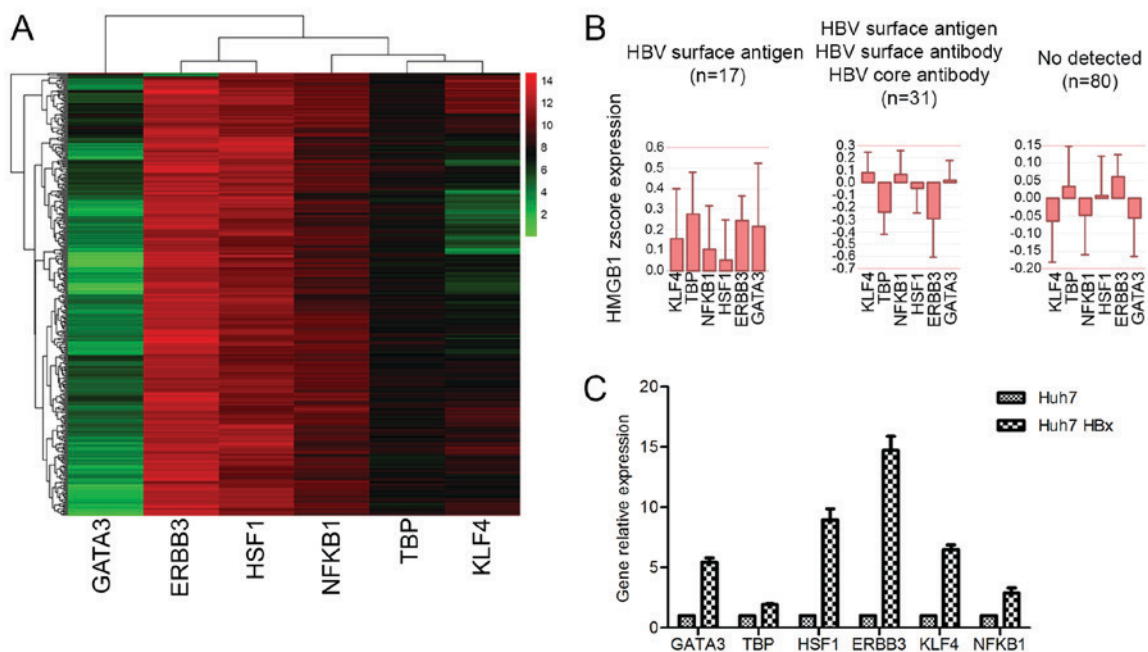 A
14
12
10
8
6
4
2
GATA3
ERBB3
HSF1
NFKB1
TBP
KLF4
B
HBV surface antigen
(n=17)
HBV surface antigen
HBV surface antibody
HBV core antibody
(n=31)
No detected
(n=80)
HMGB1 zscore expression
0.6
0.5
0.4
0.3
0.2
0.1
0.0
KLF4
TBP
NFKB1
HSF1
ERBB3
GATA3
0.3
0.2
0.1
0.0
-0.1
-0.2
-0.3
-0.4
-0.5
-0.6
-0.7
KLF4
TBP
NFKB1
HSF1
ERBB3
GATA3
0.15
0.10
0.05
0.00
-0.05
-0.10
-0.15
-0.20
KLF4
TBP
NFKB1
HSF1
ERBB3
GATA3
C
Gene relative expression
20
15
10
5
0
Huh7
Huh7 HBx
GATA3 TBP HSF1 ERBB3 KLF4 NFKB1